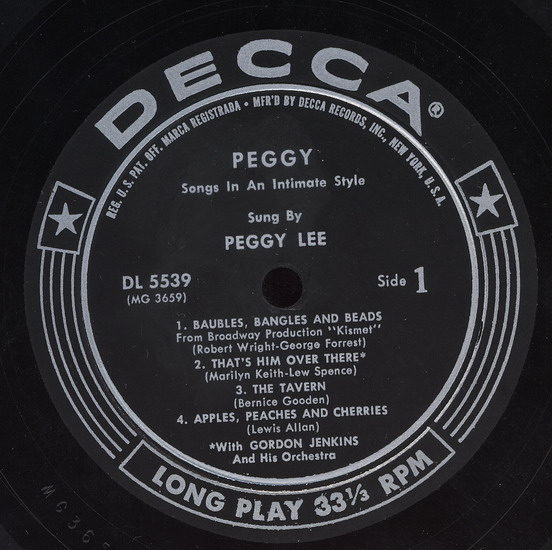 DECCA®
REG. U.S. PAT. OFF. MARCA REGISTRADA • MFR'D BY DECCA RECORDS, INC., NEW YORK, U.S.A.
PEGGY
Songs In An Intimate Style
Sung By
PEGGY LEE
DL 5539
(MG 3659)
Side 1
1. BAUBLES, BANGLES AND BEADS
From Broadway Production "Kismet"
(Robert Wright-George Forrest)
2. THAT'S HIM OVER THERE*
(Marilyn Keith-Lew Spence)
3. THE TAVERN
(Bernice Gooden)
4. APPLES, PEACHES AND CHERRIES
(Lewis Allan)
*With GORDON JENKINS
And His Orchestra
LONG PLAY 33⅓ RPM